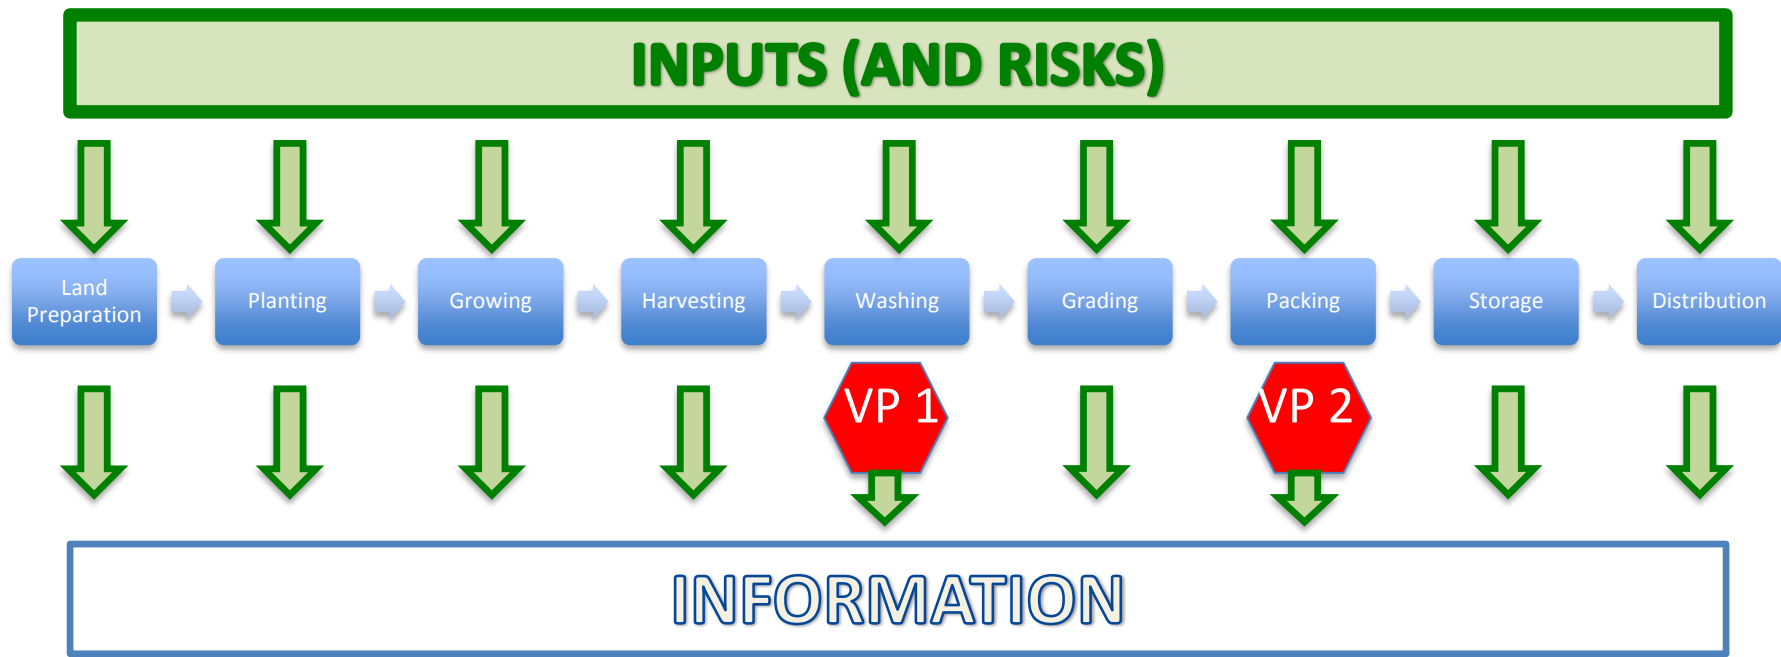 INPUTS (AND RISKS)
Land
Preparation
Planting
Growing
Harvesting
Washing
Grading
Packing
Storage
Distribution
VP 1
VP 2
INFORMATION